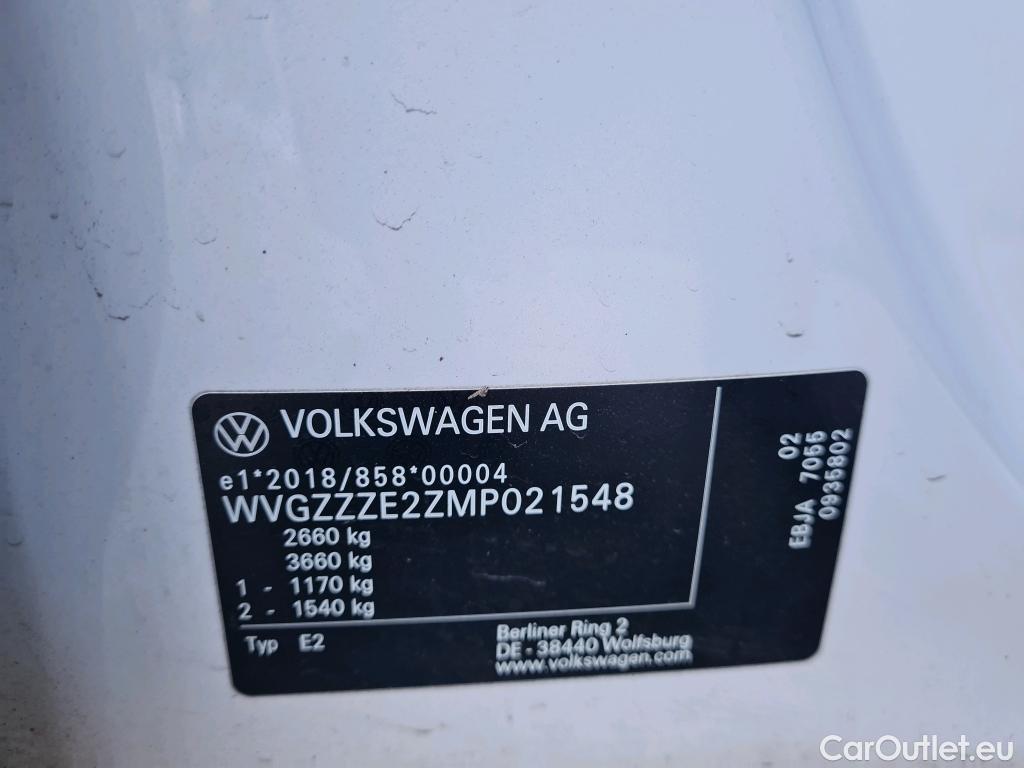 VOLKSWAGEN AG
e1*2018/858*00004
WVGZZZE2ZMP021548
2660 kg
3660 kg
1 - 1170 kg
2 - 1540 kg
Typ E2
Berliner Ring 2
DE - 38440 Wolfsburg
www.volkswagen.com
02
EBJA 7055
0935802
CarOutlet.eu